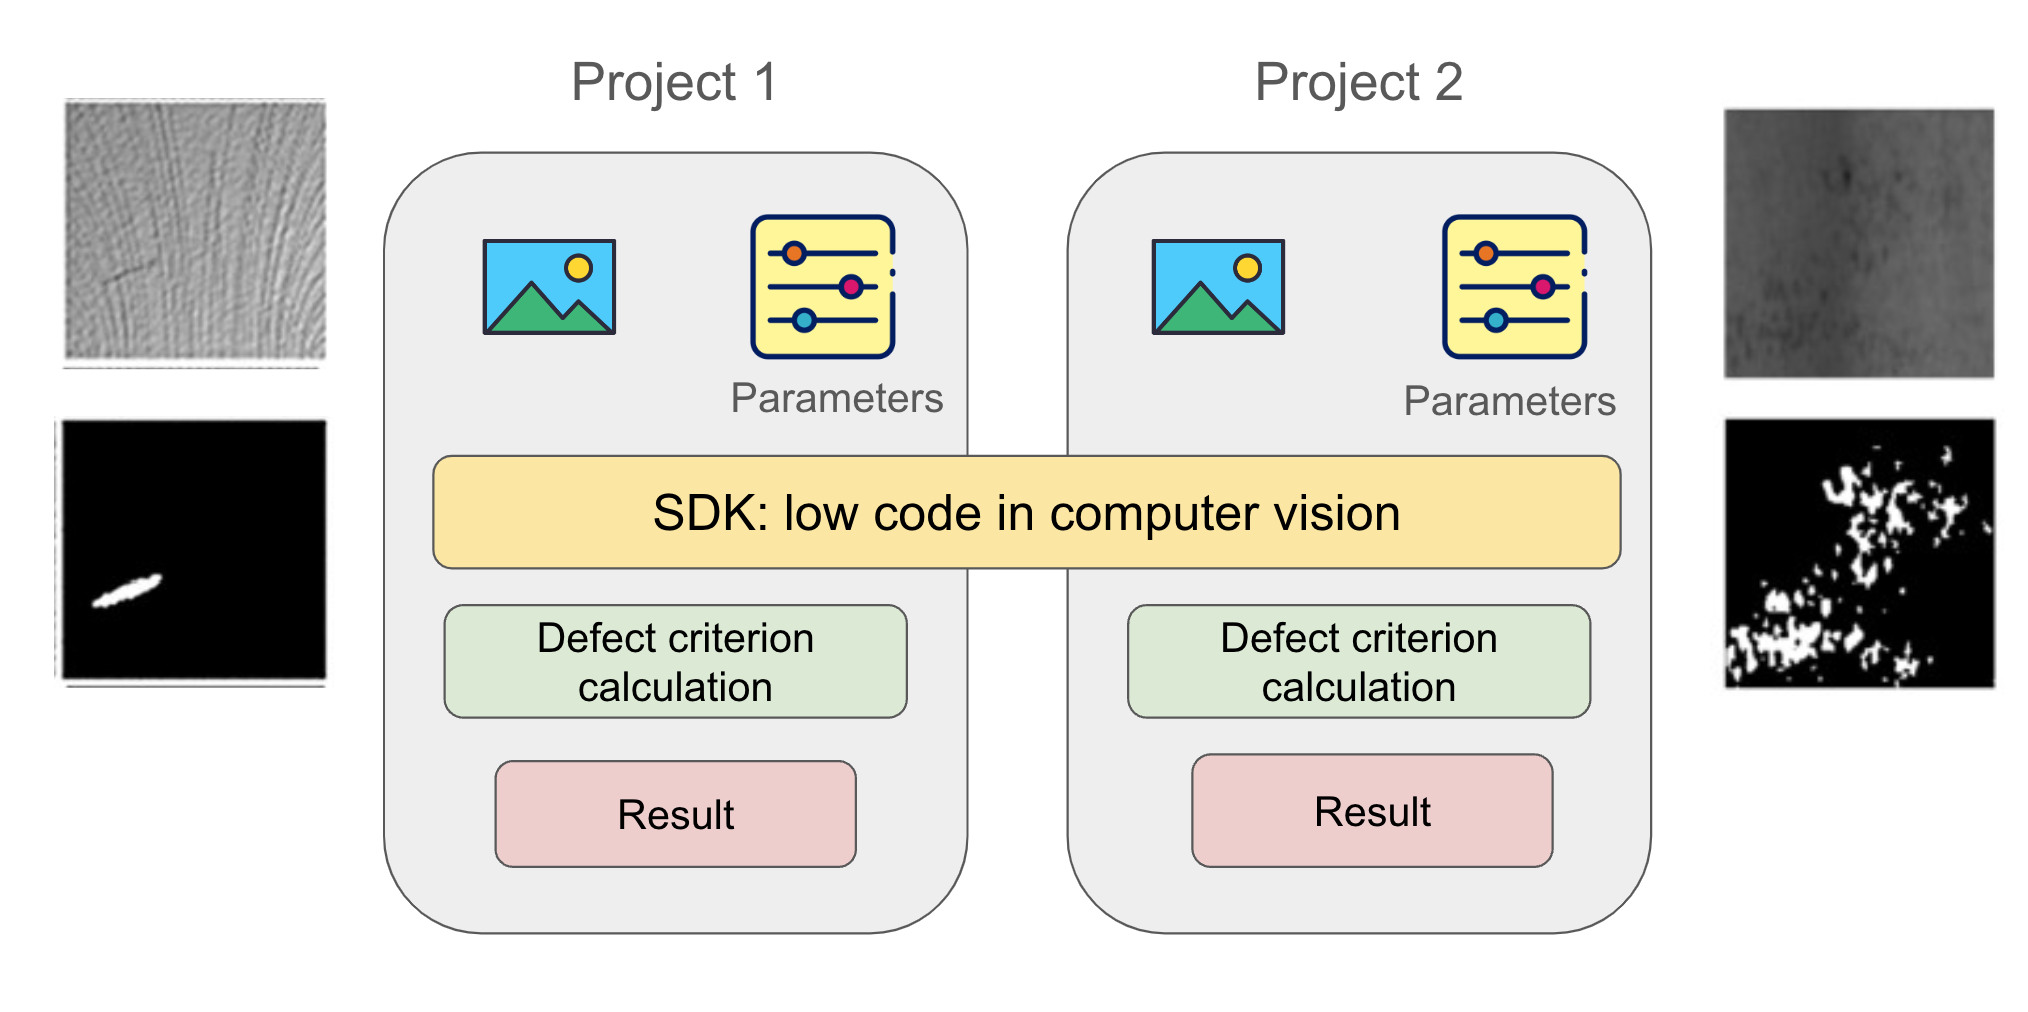 Project 1
Project 2
Parameters
Parameters
SDK: low code in computer vision
Defect criterion
calculation
Defect criterion
calculation
Result
Result